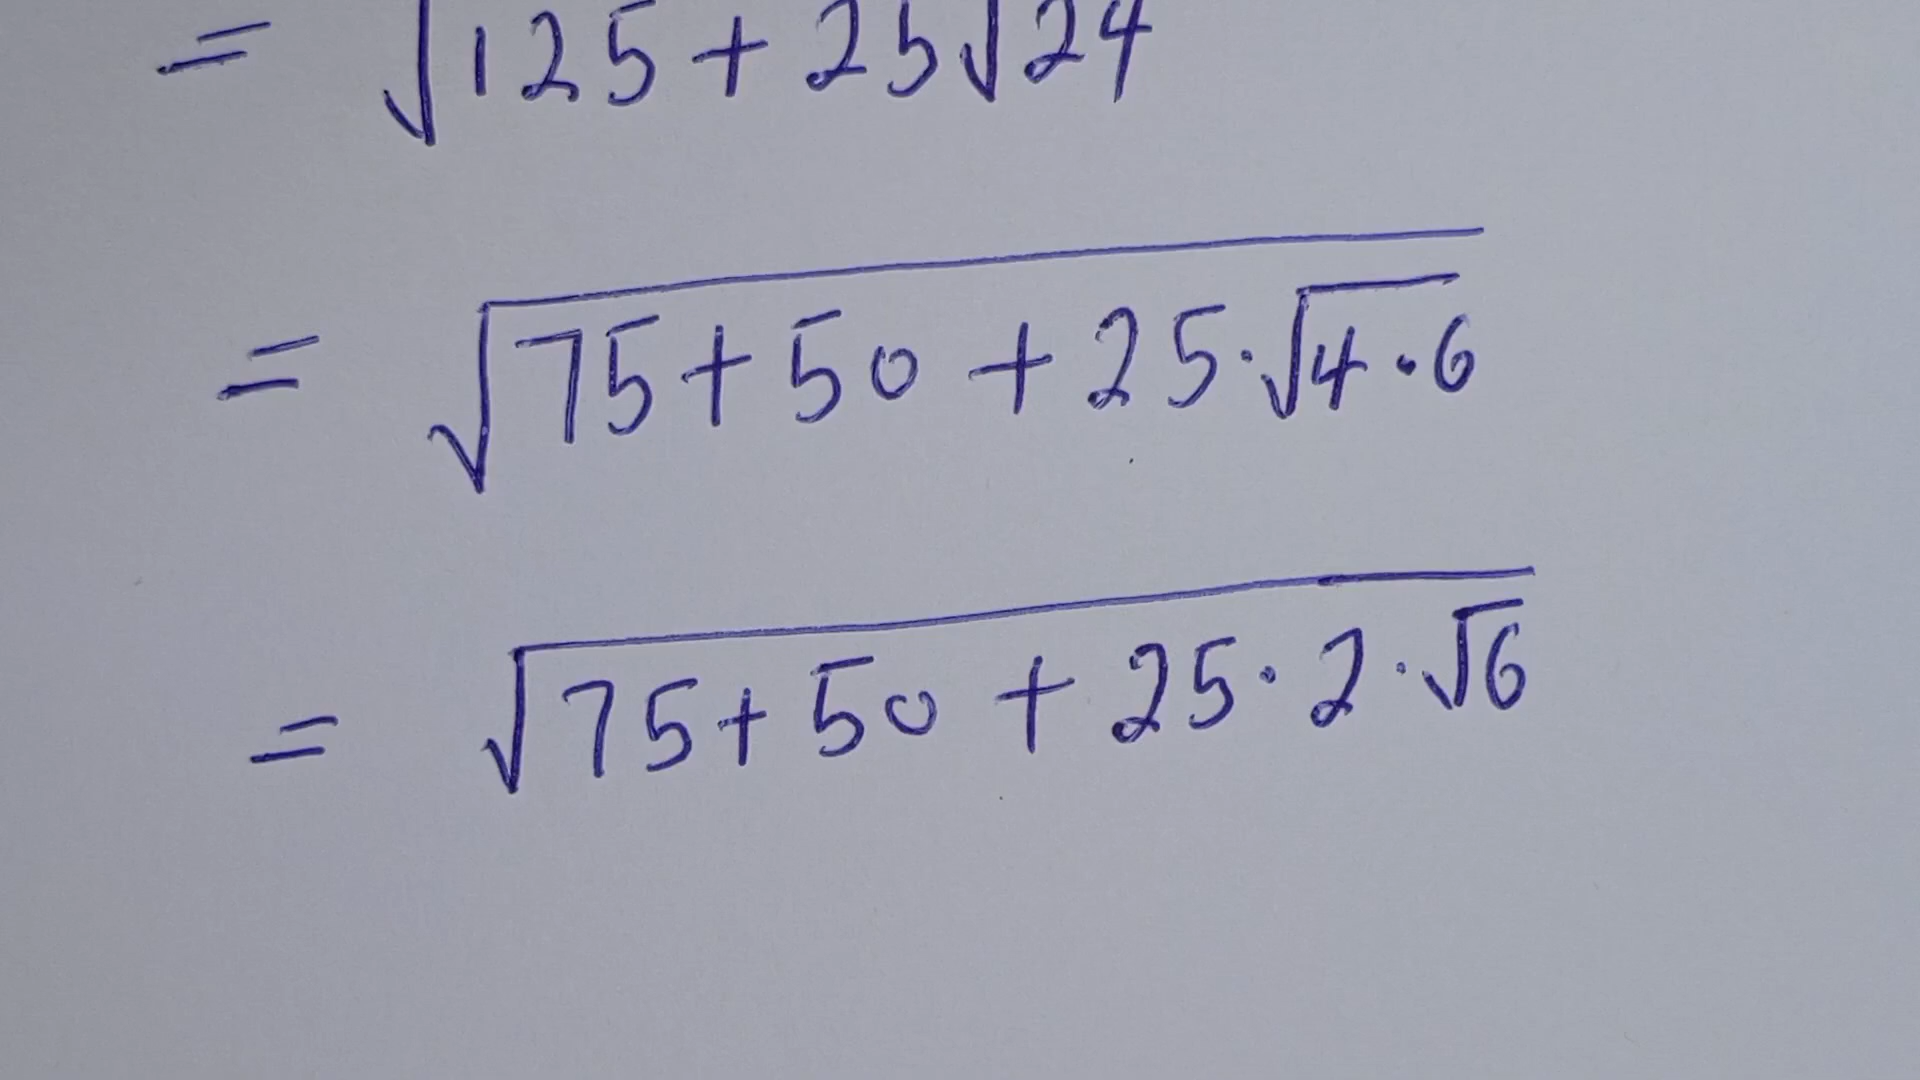 = √125 + 25√24
= √75 + 50 + 25·√4·6
= √75 + 50 + 25·2·√6